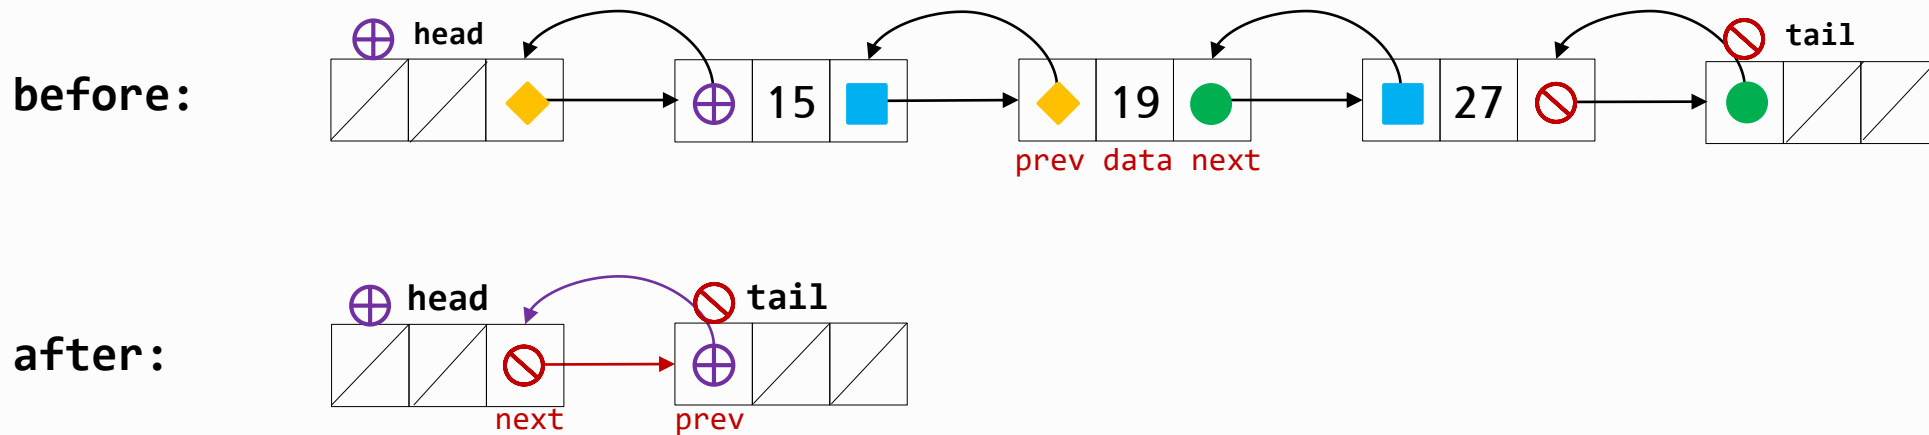 head tail
before: 15 19 27
prev data next
head tail
after:
next prev